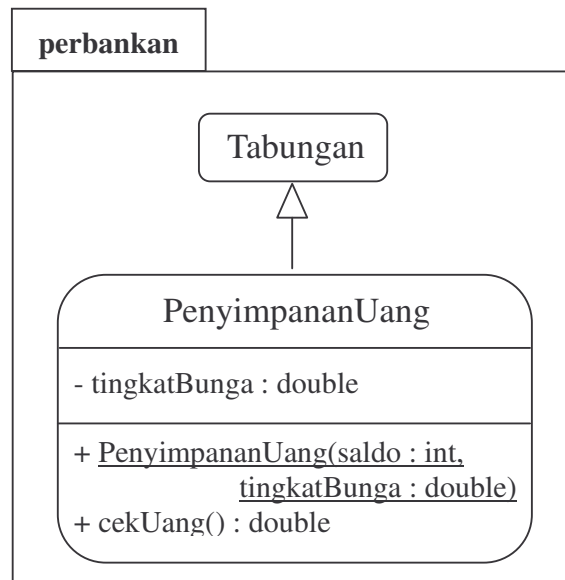 perbankan
Tabungan
PenyimpananUang
- tingkatBunga : double
+ PenyimpananUang(saldo : int,
tingkatBunga : double)
+ cekUang() : double